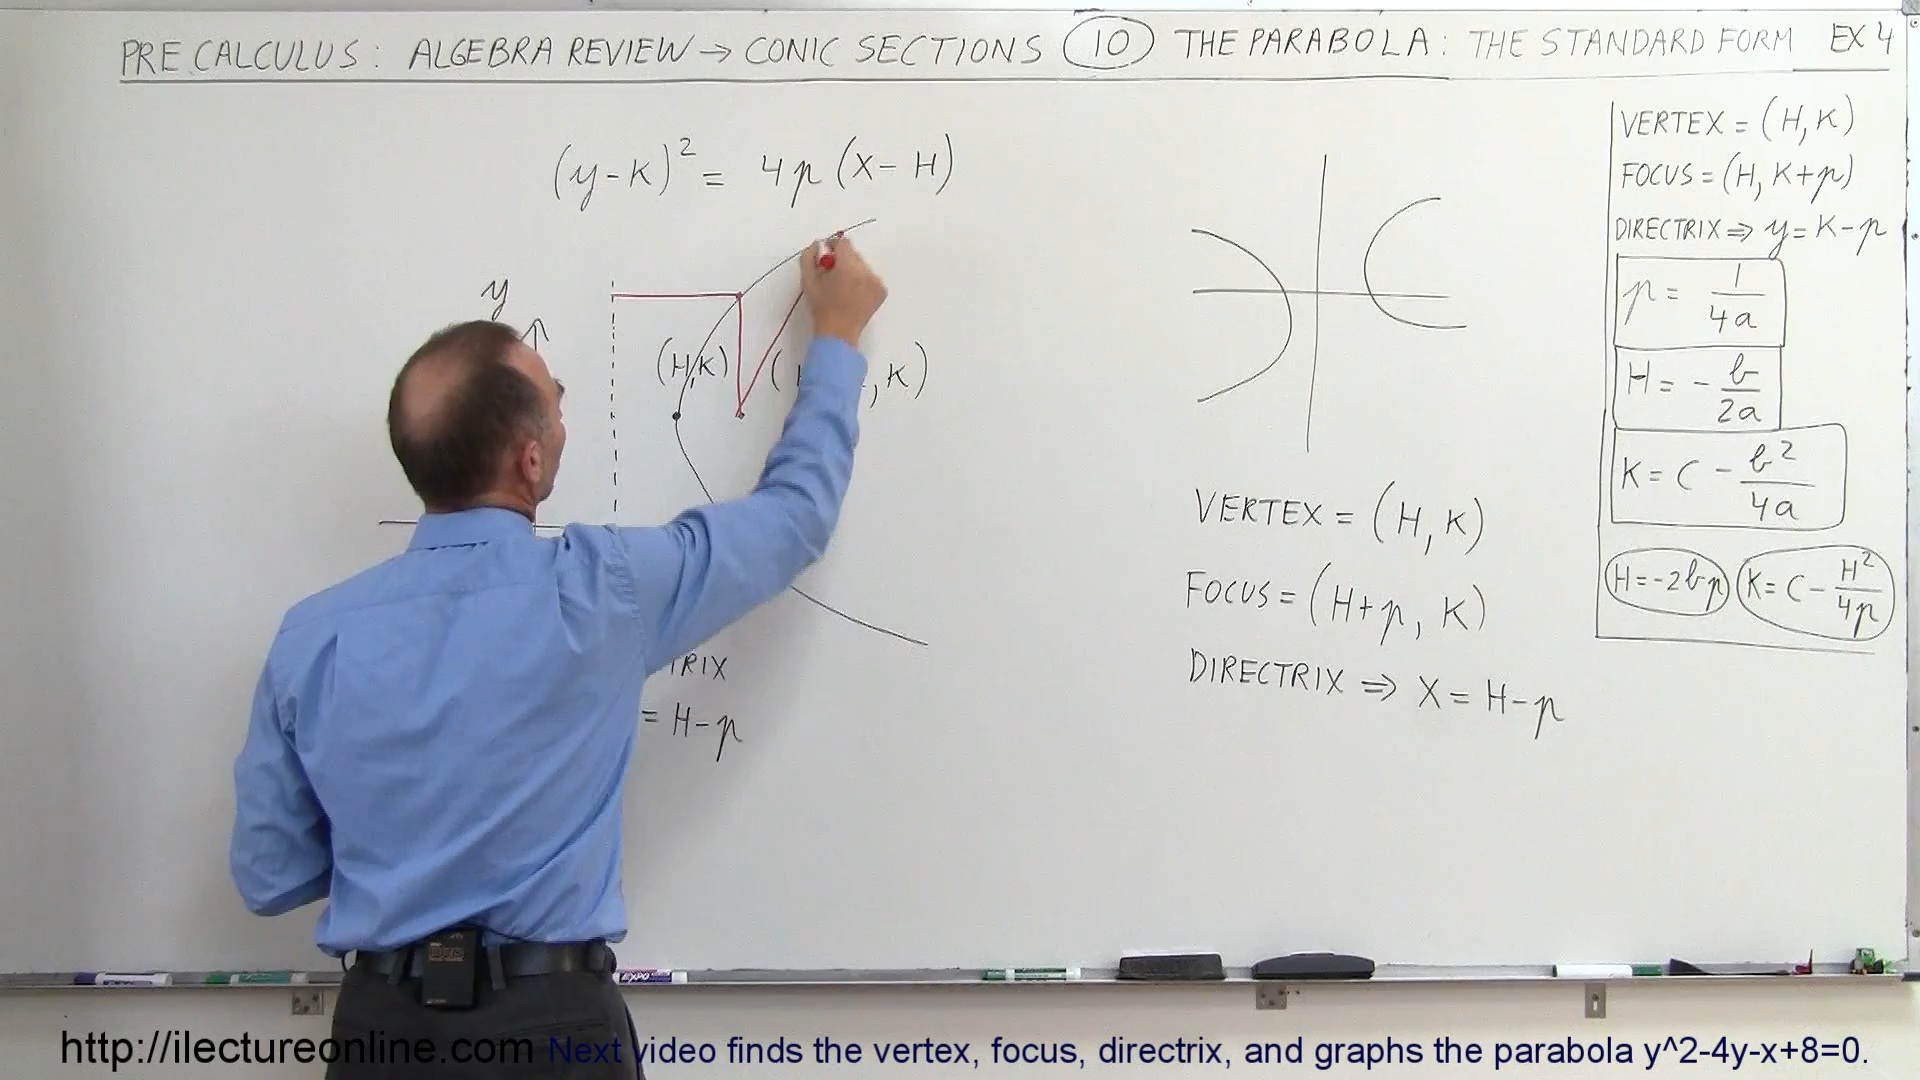 PRE CALCULUS: ALGEBRA REVIEW → CONIC SECTIONS 10 THE PARABOLA: THE STANDARD FORM EX 4
(y-K)² = 4p(X-H)
y
(H,K)
, K)
TRIX
= H-p
VERTEX = (H, K)
FOCUS = (H+p, K)
DIRECTRIX ⇒ X = H-p
VERTEX = (H, K)
FOCUS = (H, K+p)
DIRECTRIX ⇒ y = K-p
p = 1/4a
H = - b/2a
K = C - b²/4a
H = -2bp
K = C - H²/4p
EXPO
http://ilectureonline.com Next video finds the vertex, focus, directrix, and graphs the parabola y^2-4y-x+8=0.